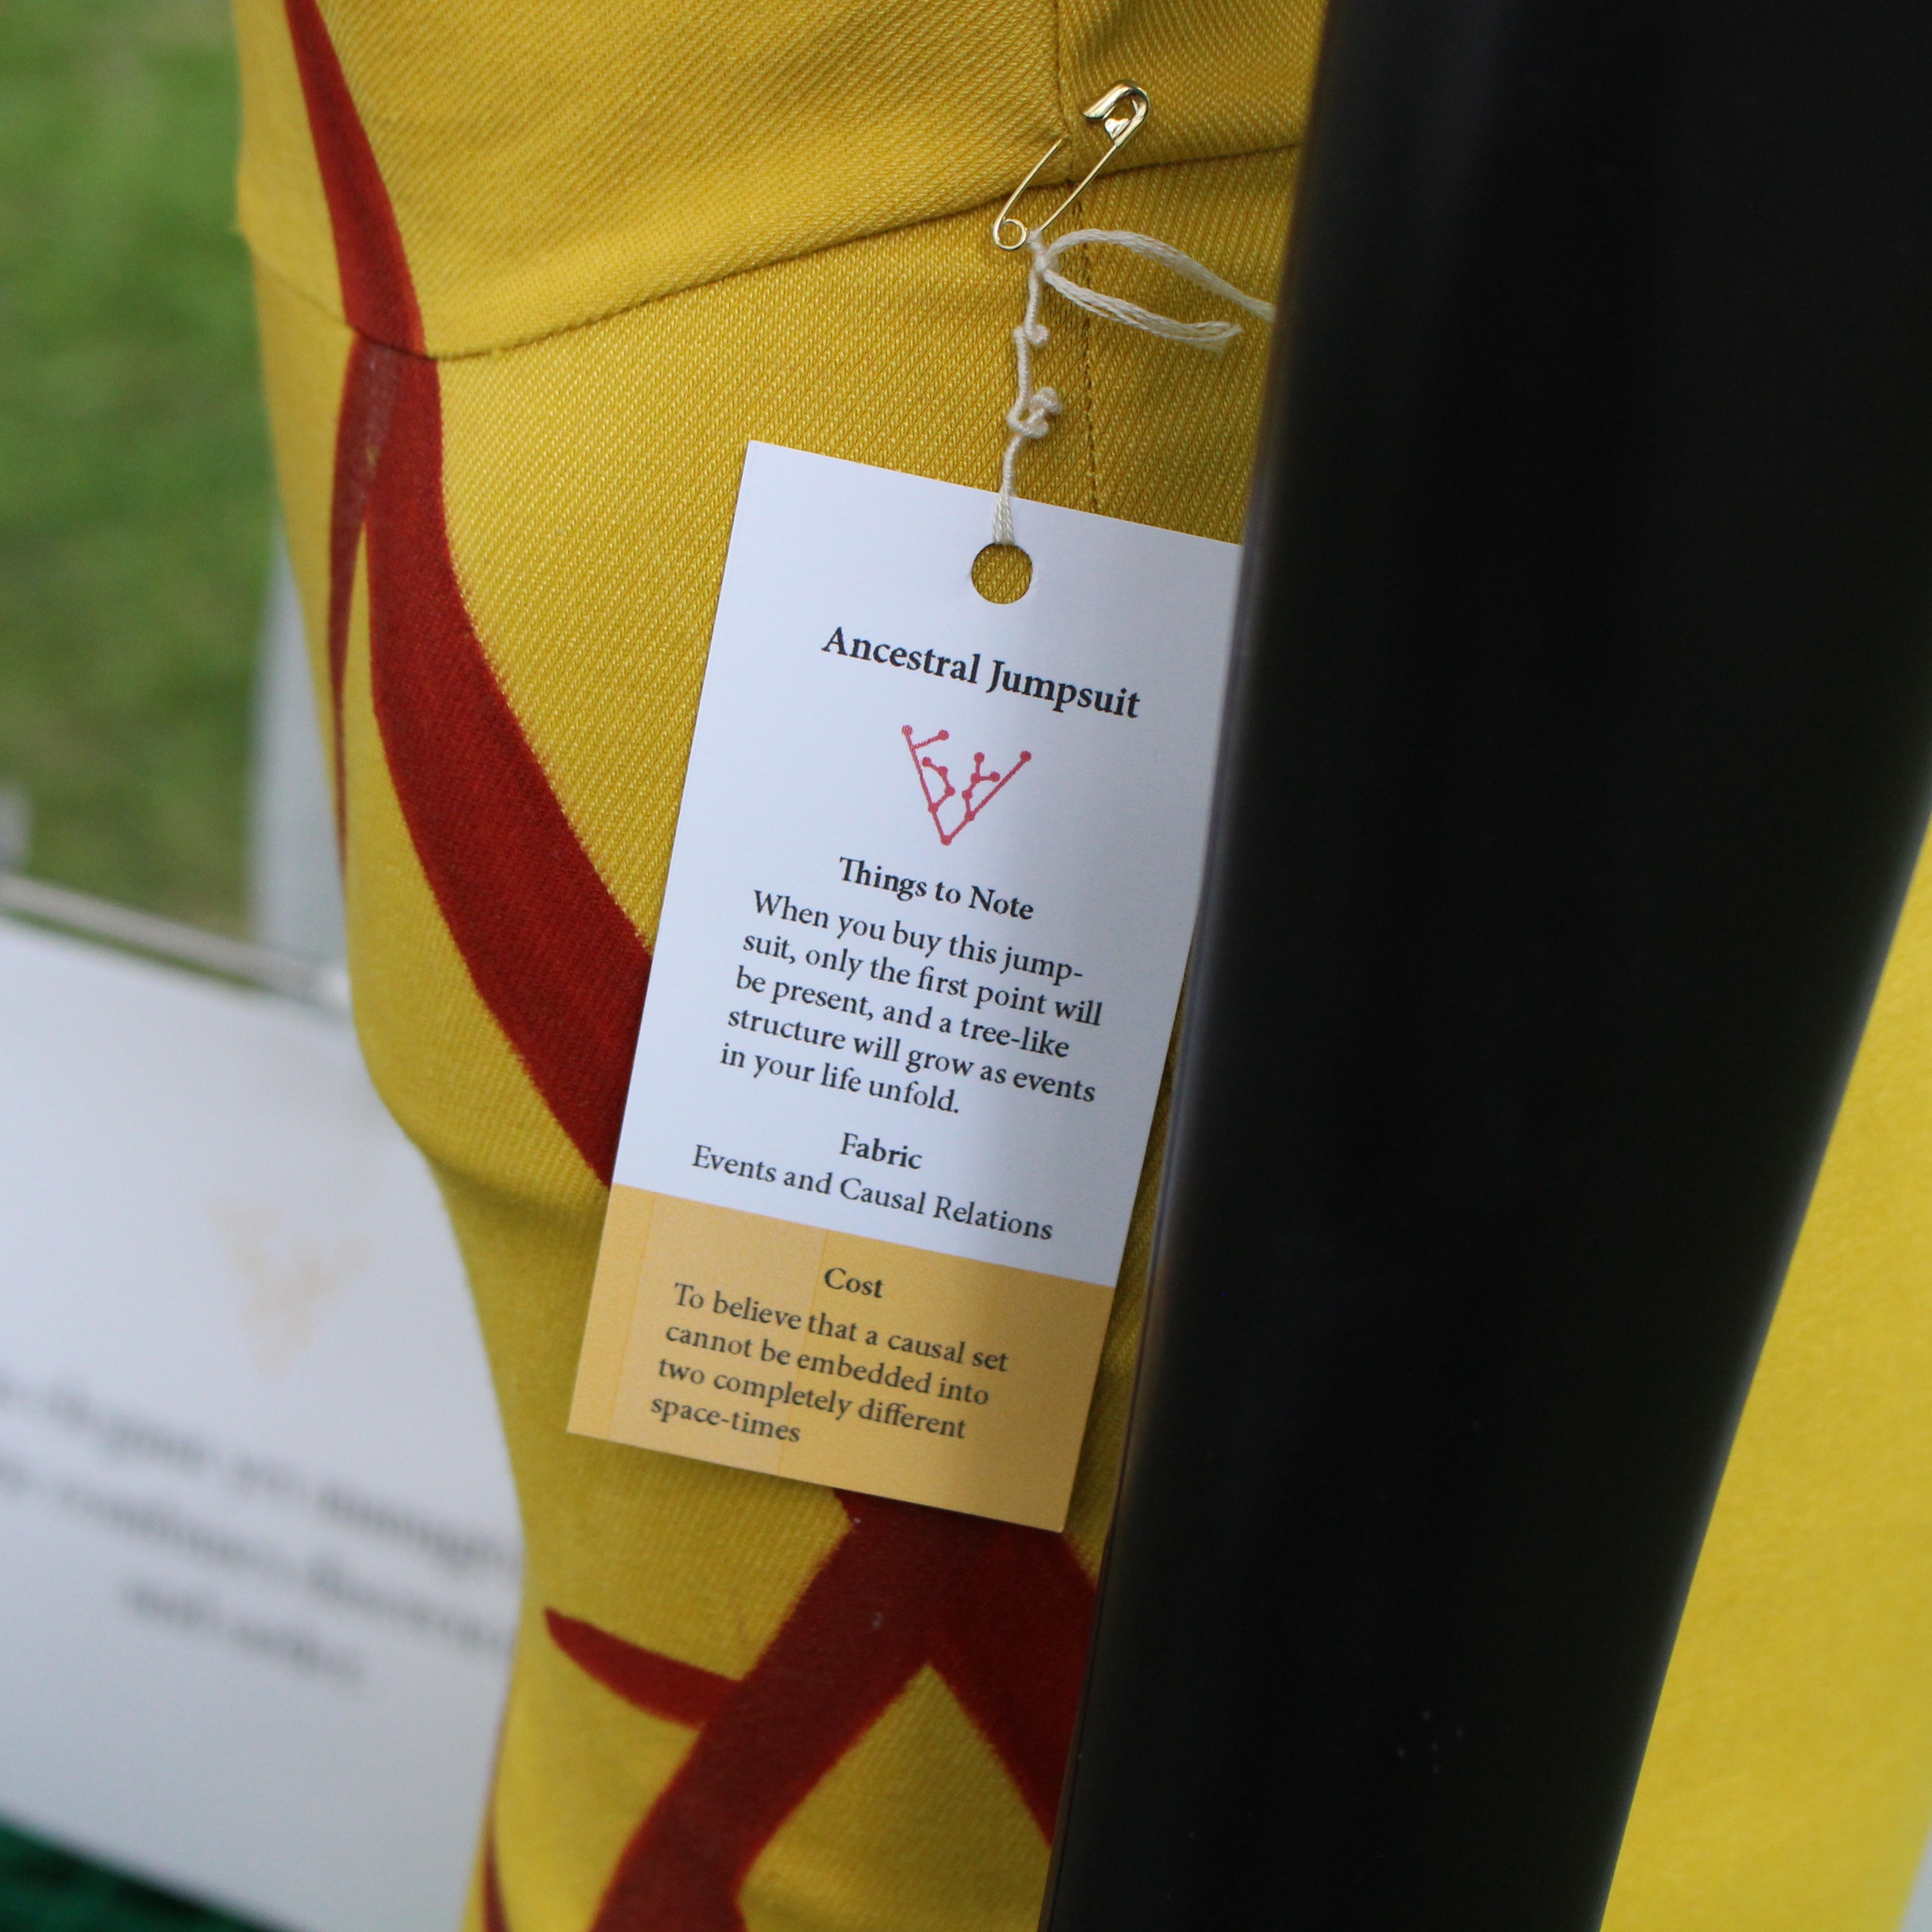 Ancestral Jumpsuit
Things to Note
When you buy this jump-
suit, only the first point will
be present, and a tree-like
structure will grow as events
in your life unfold.
Fabric
Events and Causal Relations
Cost
To believe that a causal set
cannot be embedded into
two completely different
space-times